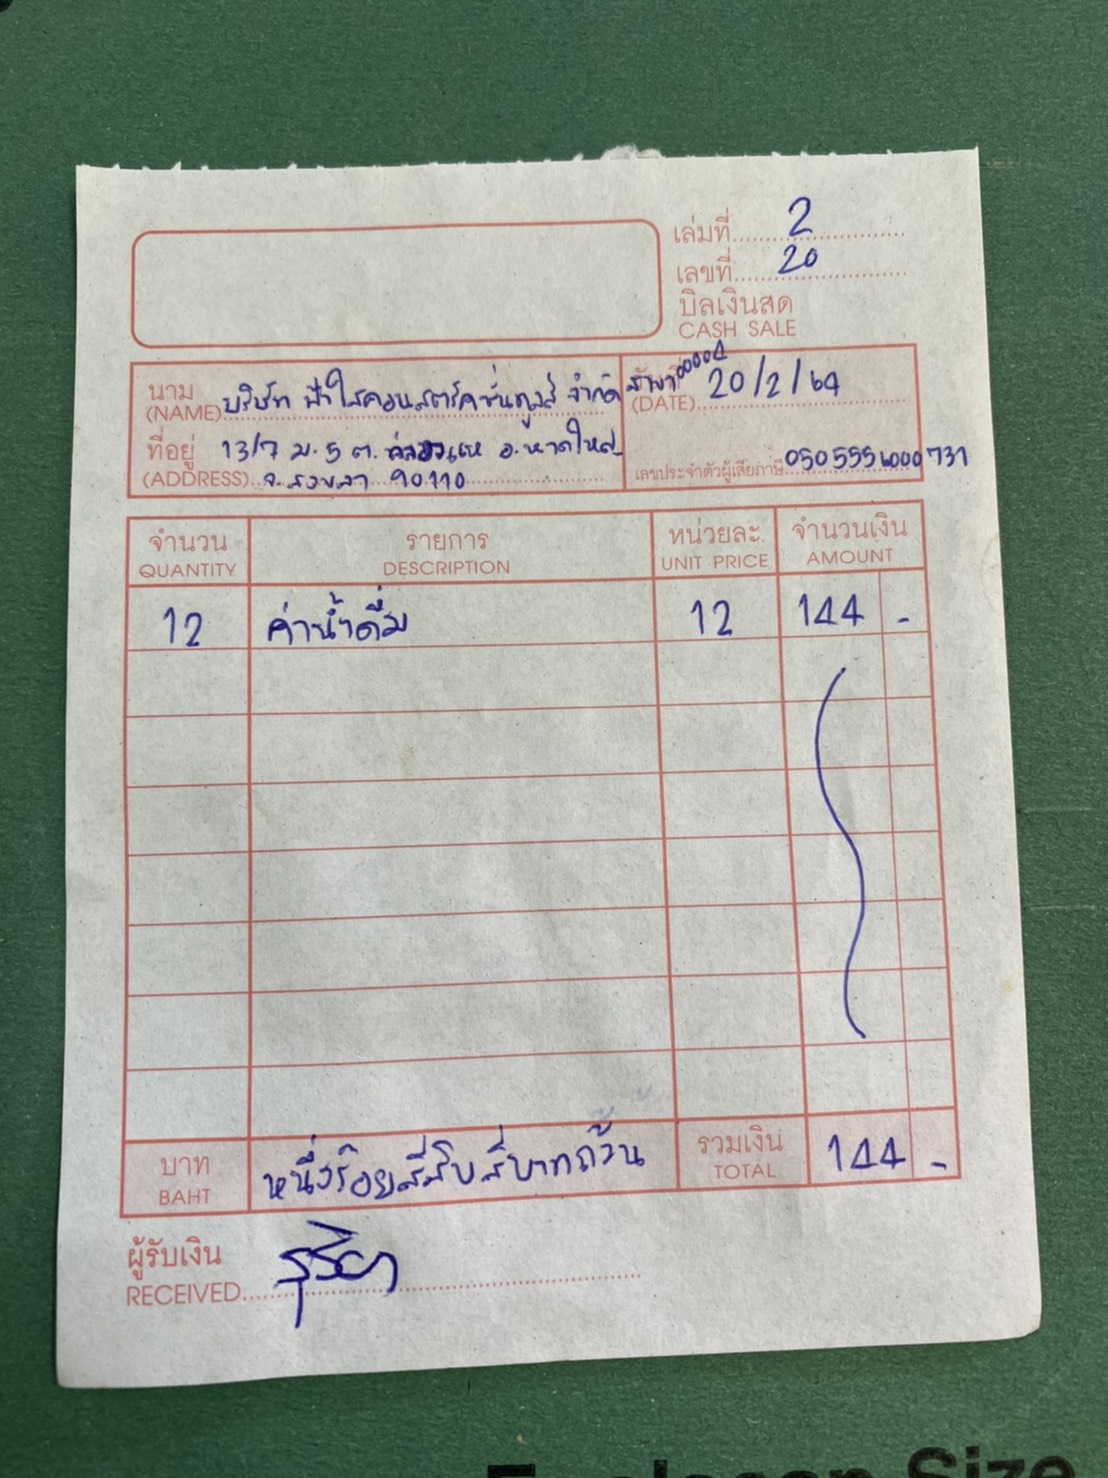 เล่มที่ 2
เลขที่ 20
บิลเงินสด
CASH SALE
นาม
(NAME) บริษัท ฟ้าใสคอนสตรัคชั่นทูลส์ จำกัด สาขา 00004
20/2/64
(DATE)
ที่อยู่ 13/7 ม.5 ต. คลองแห อ.หาดใหญ่
(ADDRESS) จ.สงขลา 90110
เลขประจำตัวผู้เสียภาษี 0505556000731
จำนวน รายการ หน่วยละ. จำนวนเงิน
QUANTITY DESCRIPTION UNIT PRICE AMOUNT
12 ค่าน้ำดื่ม 12 144 -
บาท หนึ่งร้อยสี่สิบสี่บาทถ้วน รวมเงิน 144 -
BAHT TOTAL
ผู้รับเงิน
RECEIVED สุริยา